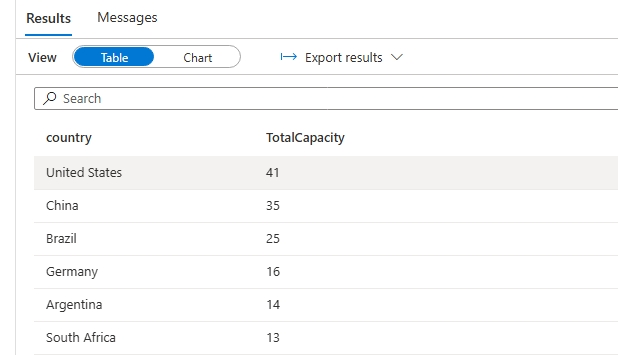 Results Messages
View Table Chart Export results
Search
country TotalCapacity
United States 41
China 35
Brazil 25
Germany 16
Argentina 14
South Africa 13